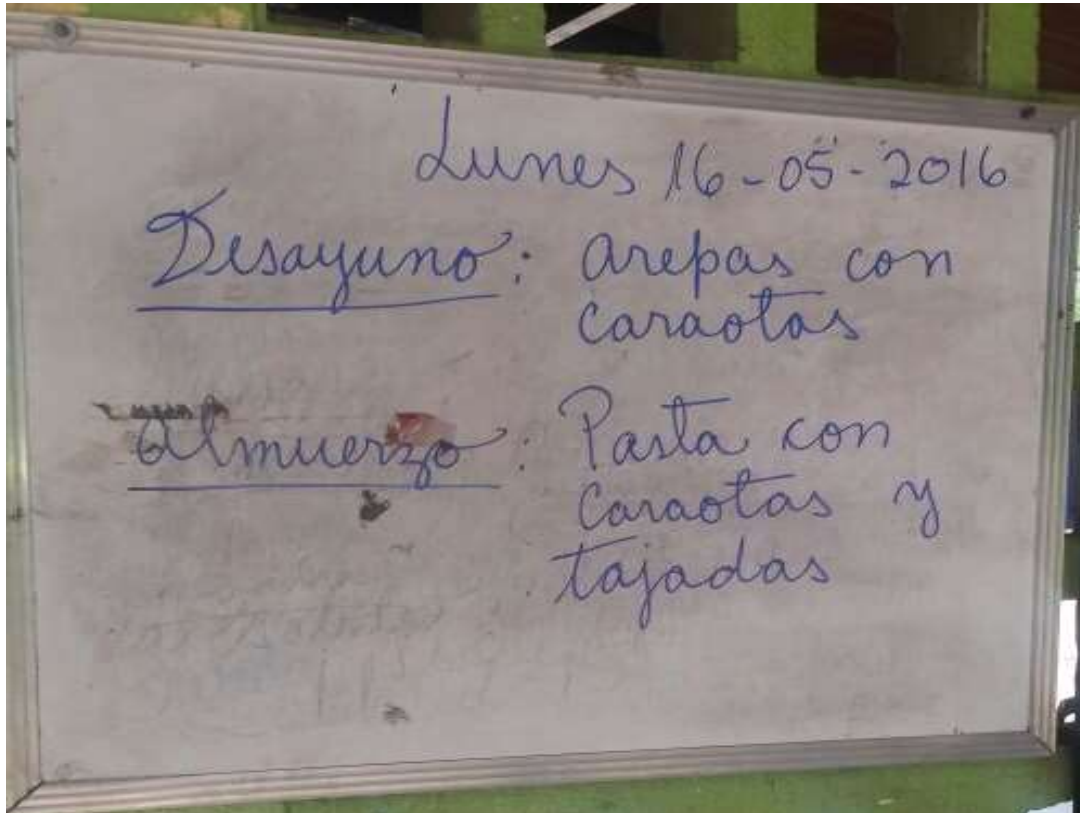 Lunes 16-05-2016
Desayuno: arepas con
caraotas
almuerzo: Pasta con
caraotas y
tajadas